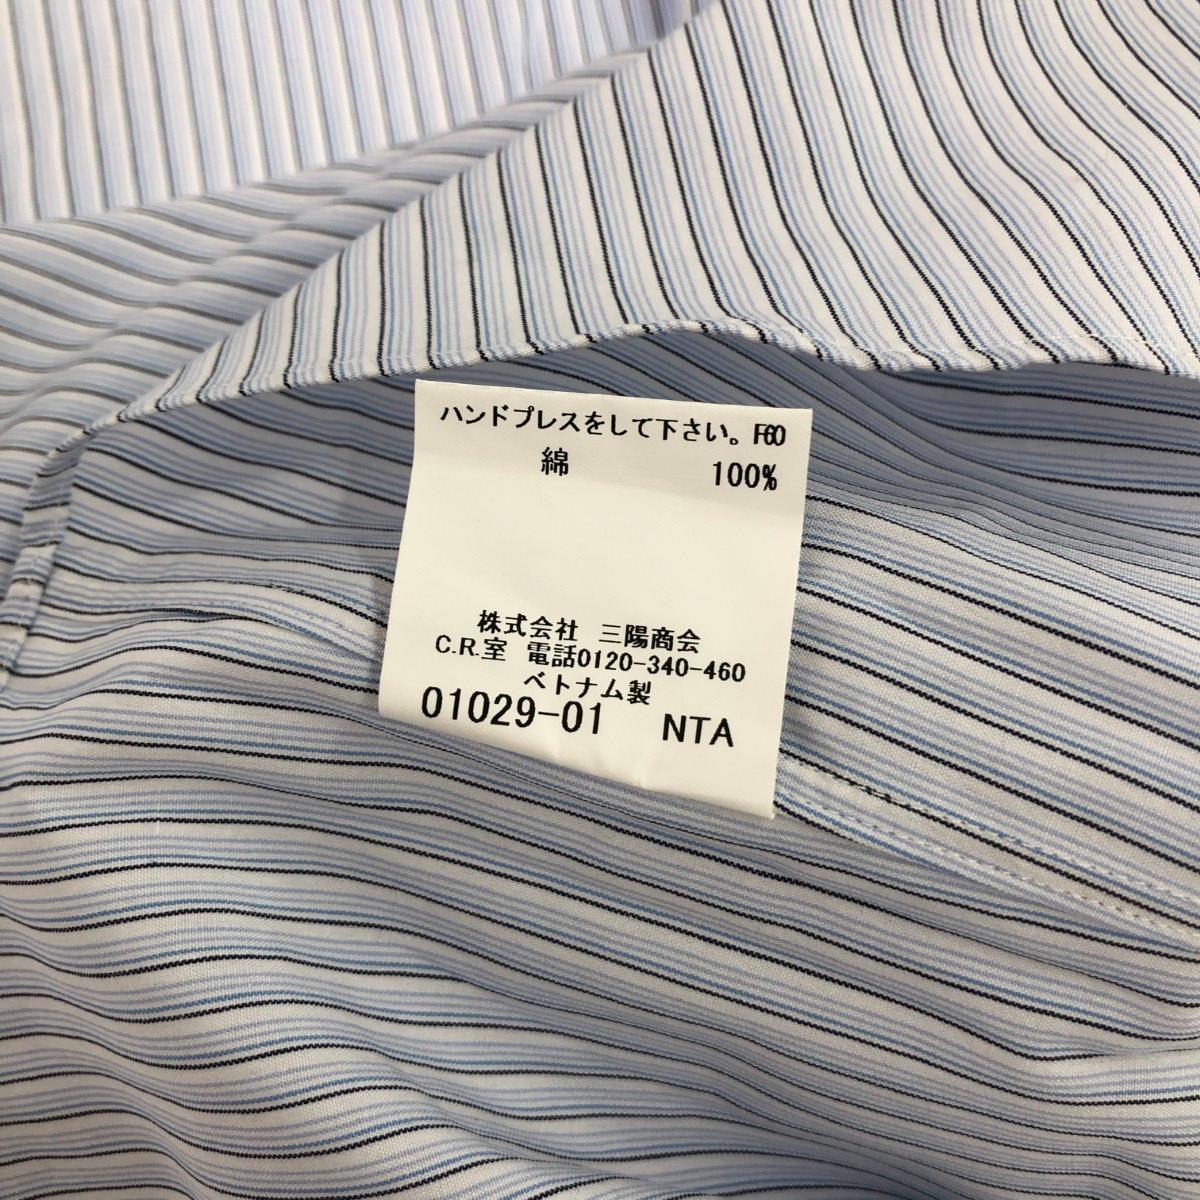 ハンドプレスをして下さい。F60
綿 100%
株式会社 三陽商会
C.R.室 電話0120-340-460
ベトナム製
01029-01 NTA